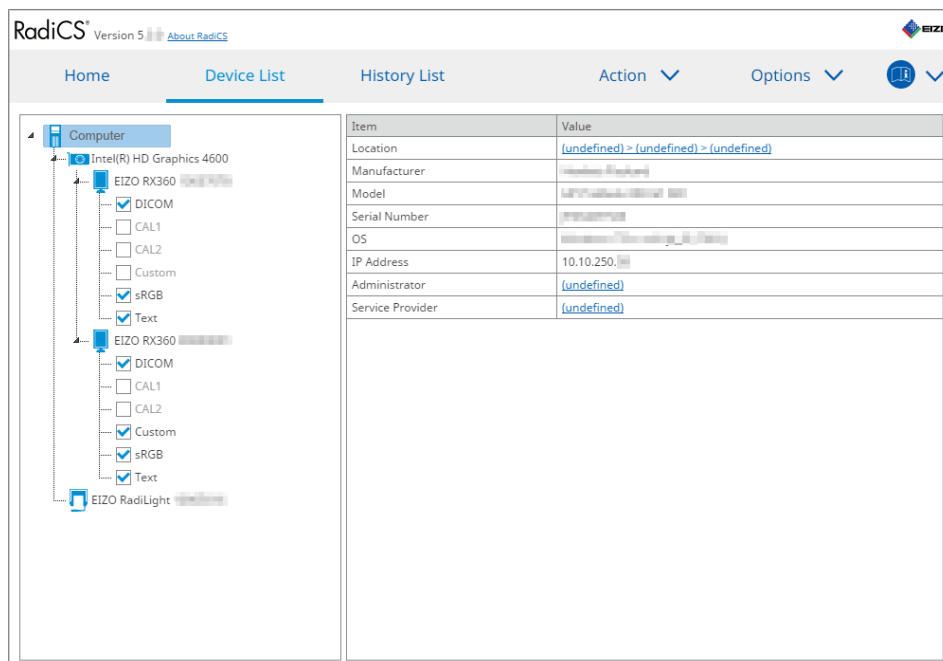 RadiCS® Version 5. About RadiCS
EIZ
Home Device List History List Action Options
Computer
Intel(R) HD Graphics 4600
EIZO RX360
DICOM
CAL1
CAL2
Custom
sRGB
Text
EIZO RX360
DICOM
CAL1
CAL2
Custom
sRGB
Text
EIZO RadiLight
Item Value
Location (undefined) > (undefined) > (undefined)
Manufacturer
Model
Serial Number
OS
IP Address 10.10.250.
Administrator (undefined)
Service Provider (undefined)